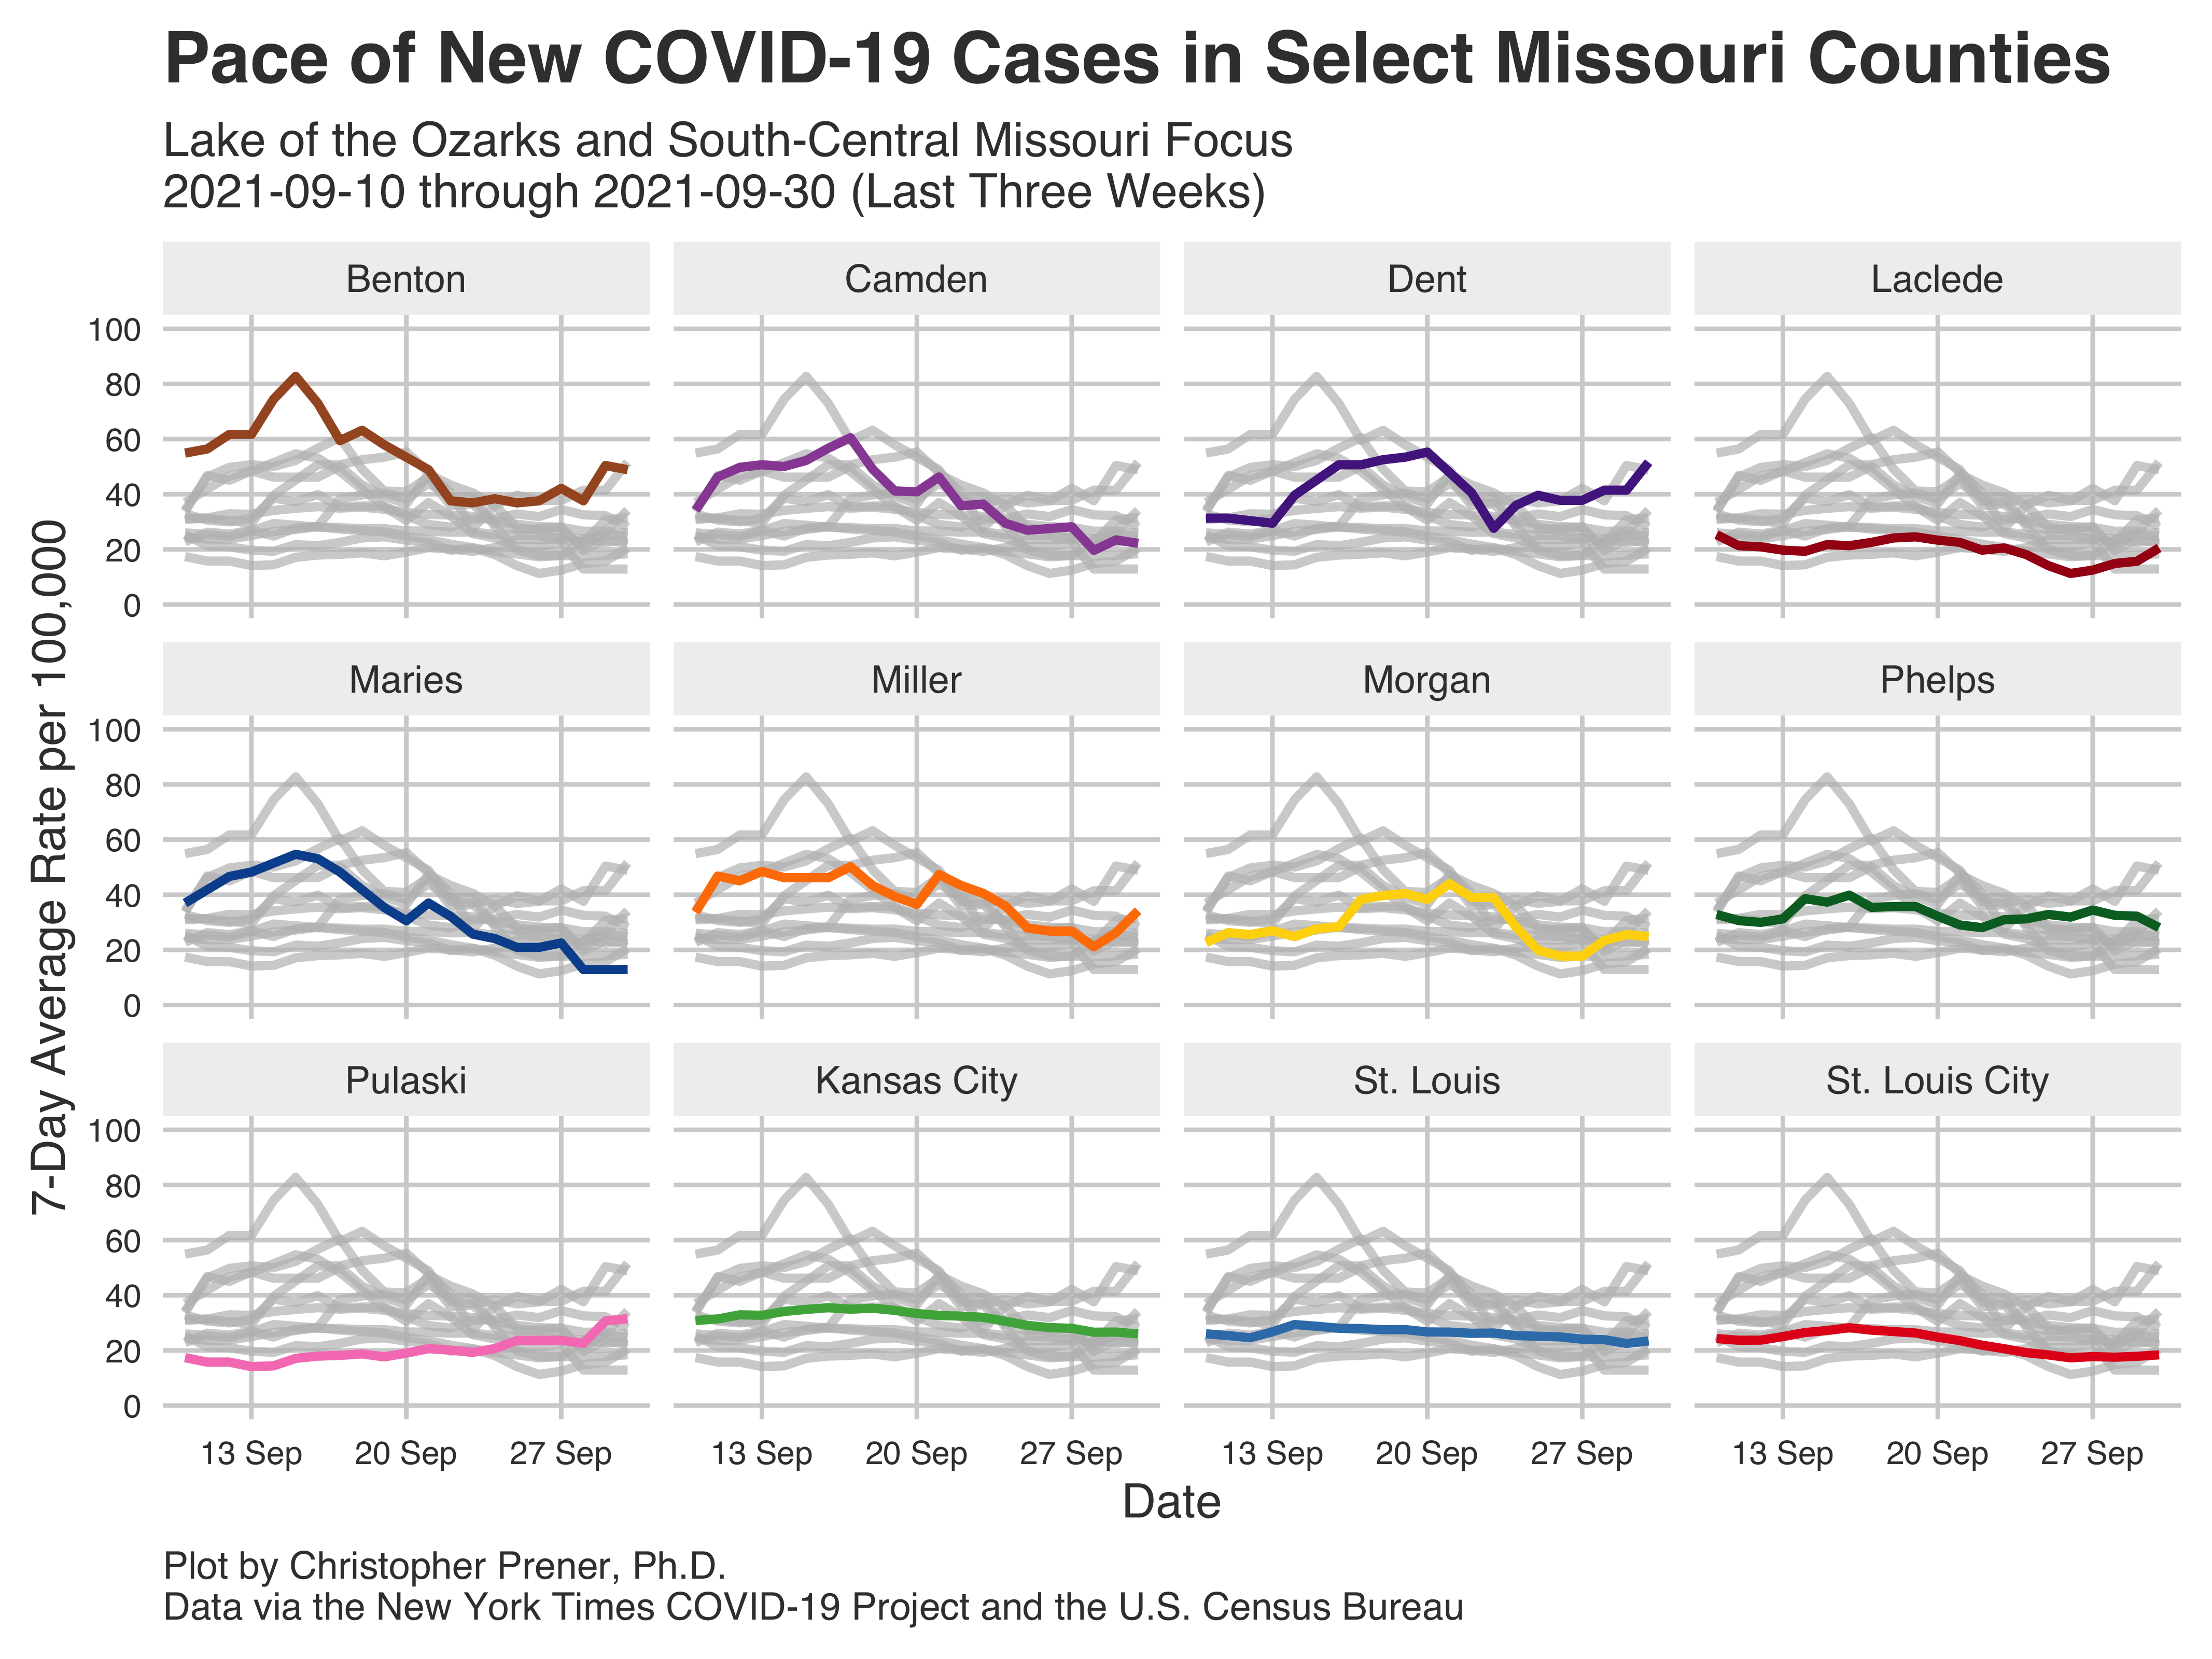 Pace of New COVID-19 Cases in Select Missouri Counties
Lake of the Ozarks and South-Central Missouri Focus
2021-09-10 through 2021-09-30 (Last Three Weeks)
7-Day Average Rate per 100,000
Benton
Camden
Dent
Laclede
100
80
60
40
20
0
Maries
Miller
Morgan
Phelps
100
80
60
40
20
0
Pulaski
Kansas City
St. Louis
St. Louis City
100
80
60
40
20
0
13 Sep
20 Sep
27 Sep
13 Sep
20 Sep
27 Sep
13 Sep
20 Sep
27 Sep
13 Sep
20 Sep
27 Sep
Date
Plot by Christopher Prener, Ph.D.
Data via the New York Times COVID-19 Project and the U.S. Census Bureau